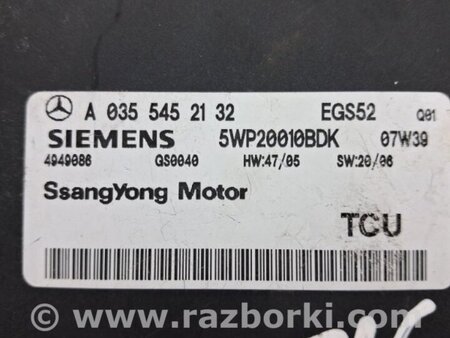 A 035 545 21 32 EGS52 Q01
SIEMENS 5WP20010BDK 07W39
4949086 QS0040 HW:47/05 SW:20/06
SsangYong Motor
TCU
© www.razborki.com/